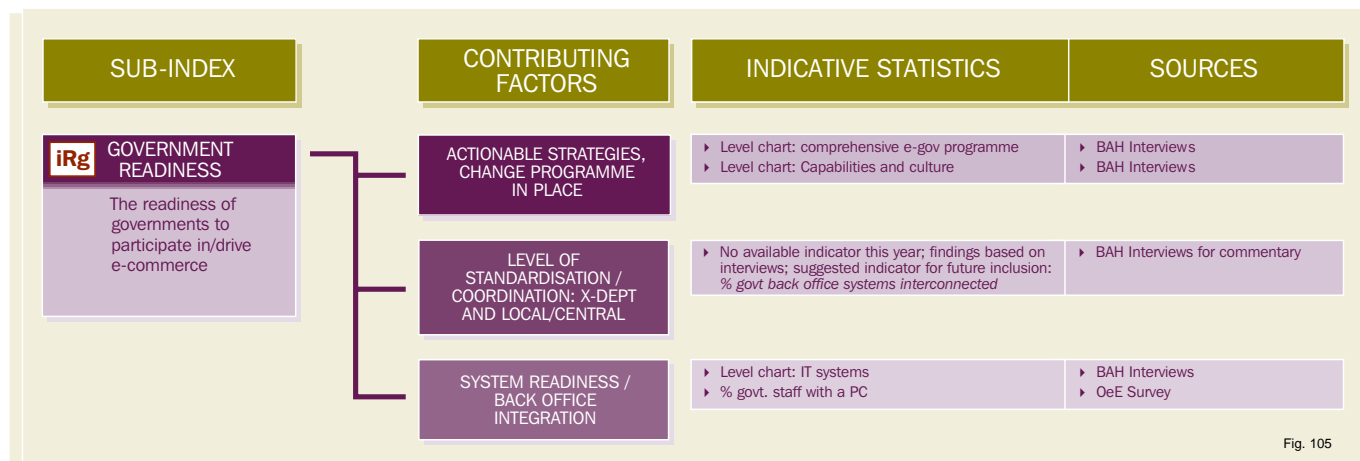 SUB-INDEX
CONTRIBUTING
FACTORS
INDICATIVE STATISTICS
SOURCES
iRg
GOVERNMENT
READINESS
The readiness of
governments to
participate in/drive
e-commerce
ACTIONABLE STRATEGIES,
CHANGE PROGRAMME
IN PLACE
Level chart: comprehensive e-gov programme
Level chart: Capabilities and culture
BAH Interviews
BAH Interviews
LEVEL OF
STANDARDISATION /
COORDINATION: X-DEPT
AND LOCAL/CENTRAL
No available indicator this year; findings based on
interviews; suggested indicator for future inclusion:
% govt back office systems interconnected
BAH Interviews for commentary
SYSTEM READINESS /
BACK OFFICE
INTEGRATION
Level chart: IT systems
% govt. staff with a PC
BAH Interviews
OeE Survey
Fig. 105